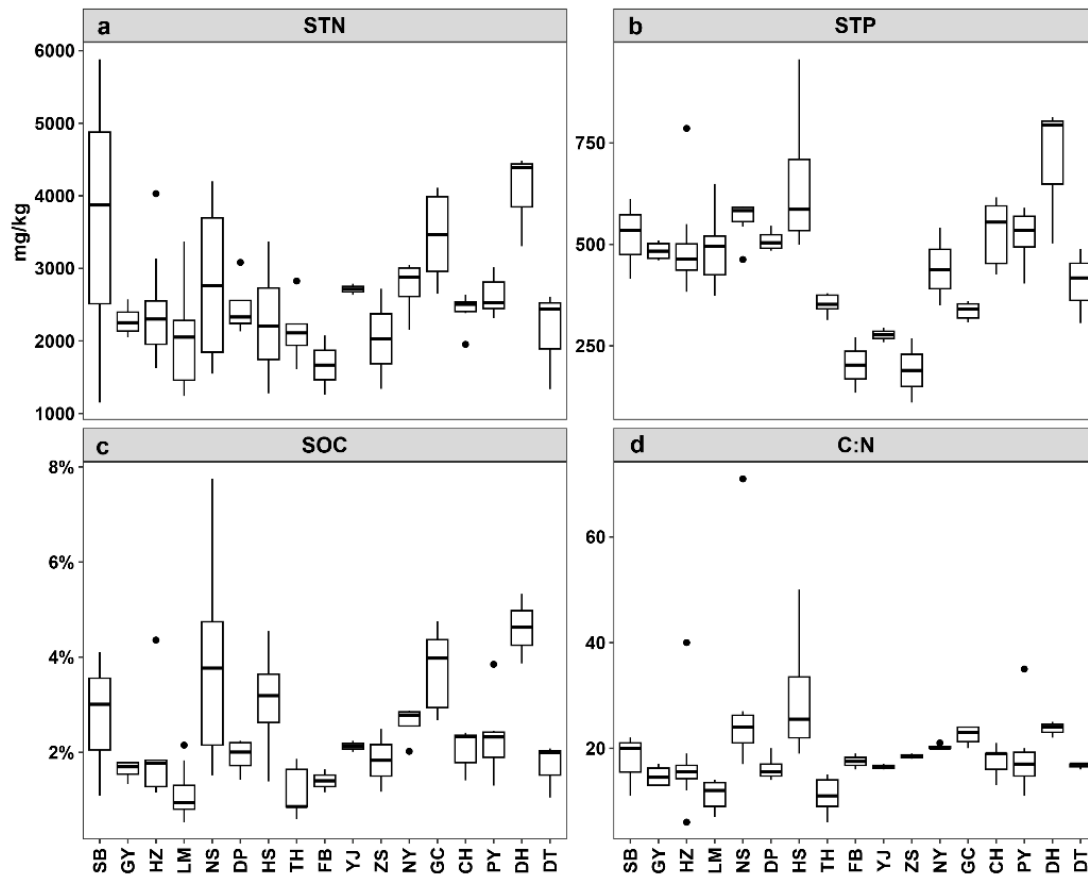 a STN
b STP
6000
5000
4000
3000
2000
1000
mg/kg
750
500
250
c SOC
d C:N
8%
6%
4%
2%
60
40
20
0
SB GY HZ LM NS DP HS TH FB YJ ZS NY GC CH PY DH DT
SB GY HZ LM NS DP HS TH FB YJ ZS NY GC CH PY DH DT